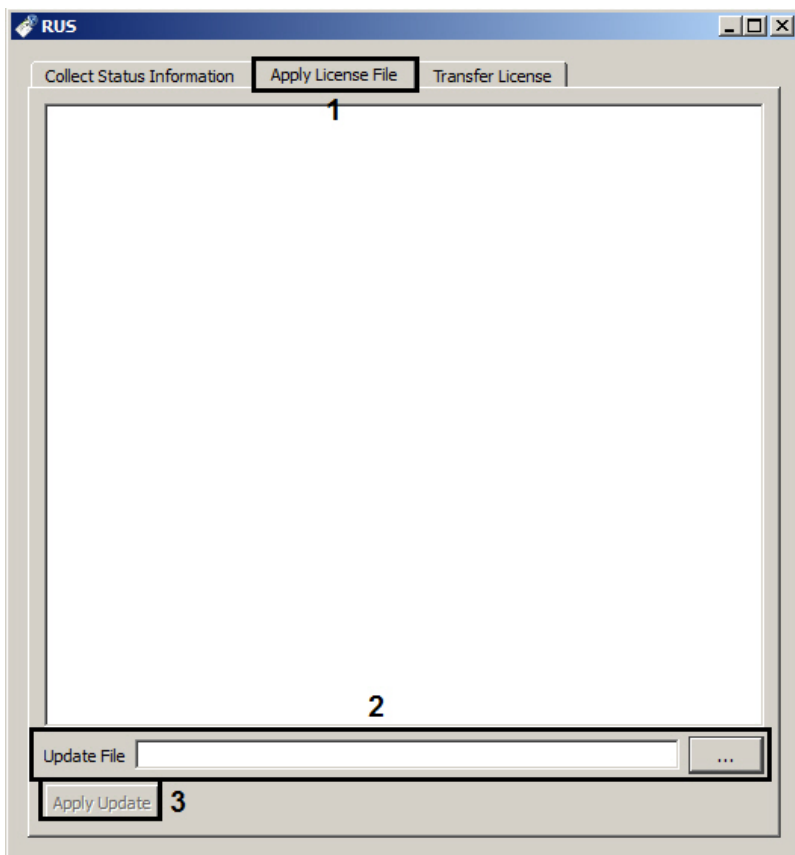 RUS
Collect Status Information Apply License File Transfer License
1
2
Update File ...
Apply Update 3